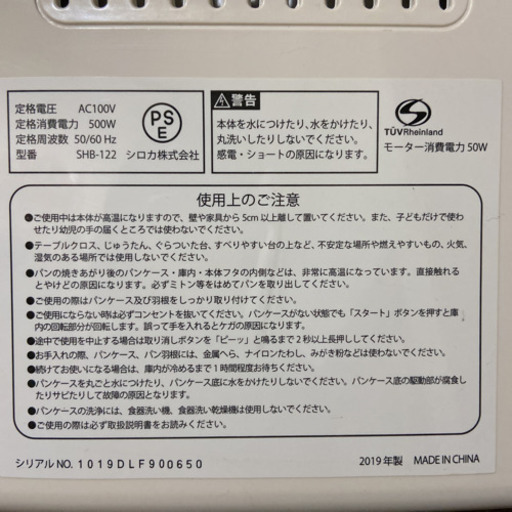 定格電圧 AC100V
定格消費電力 500W
定格周波数 50/60 Hz
型番 SHB-122
PS
E
シロカ株式会社
警告
本体を水につけたり、水をかけたり、
丸洗いしたりしないでください。
感電・ショートの原因になります。
TÜVRheinland
モーター消費電力 50W
使用上のご注意
●ご使用中は本体が高温になりますので、壁や家具から5cm以上離して置いてください。また、子どもだけで使わ
せたり幼児の手の届くところでは使わないでください。
●テーブルクロス、じゅうたん、ぐらついた台、すべりやすい台の上など、不安定な場所や燃えやすいもの、火気、
湿気のある場所では使わないでください。
●パンの焼きあがり後のパンケース・庫内・本体フタの内側などは、非常に高温になっています。直接触れる
とやけどの原因になります。必ずミトン等をはめてパンを取り出してください。
●ご使用の際はパンケース及び羽根をしっかり取り付けてください。
●ご使用にならない時は必ずコンセントを抜いてください。パンケースがない状態でも「スタート」ボタンを押すと庫
内の回転部分が回転します。誤って手を入れるとケガの原因になります。
●途中で使用を中止する場合は取り消しボタンを「ピーッ」と鳴るまで2秒以上長押ししてください。
●お手入れの際、パンケース、パン羽根には、金属へら、ナイロンたわし、みがき粉などは使わないでください。
●続けてお使いになる場合は、庫内が冷めるまで1時間程度お待ちください。
●パンケースを丸ごと水につけたり、パンケース底に水をかけたりしないでください。パンケース底の駆動部が腐食し
たりサビたりして故障の原因となります。
●パンケースの洗浄には、食器洗い機、食器洗い乾燥機は使用しないでください。
●ご使用の際は必ず取扱説明書をお読みください。
シリアルNO. 1019DLF900650
2019年製 MADE IN CHINA